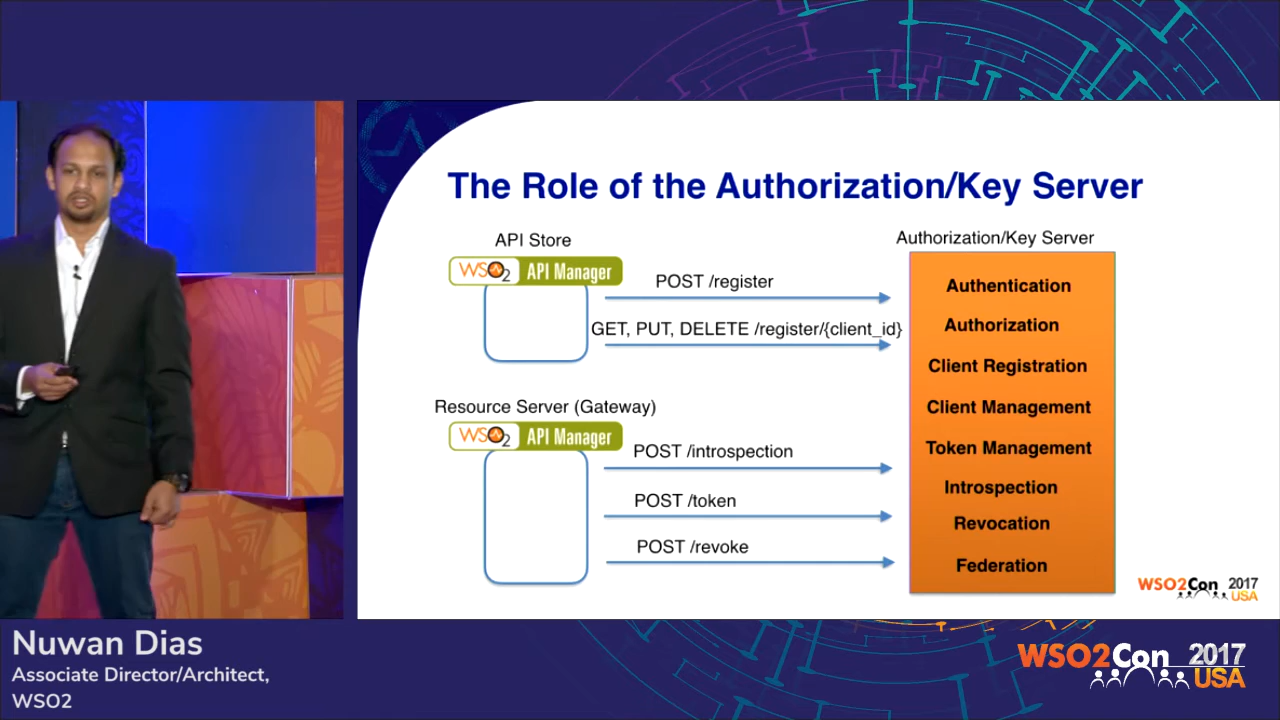 The Role of the Authorization/Key Server
API Store
WSO2 API Manager
POST /register
GET, PUT, DELETE /register/{client_id}
Resource Server (Gateway)
WSO2 API Manager
POST /introspection
POST /token
POST /revoke
Authorization/Key Server
Authentication
Authorization
Client Registration
Client Management
Token Management
Introspection
Revocation
Federation
WSO2Con 2017
USA
Nuwan Dias
Associate Director/Architect,
WSO2
WSO2Con 2017
USA